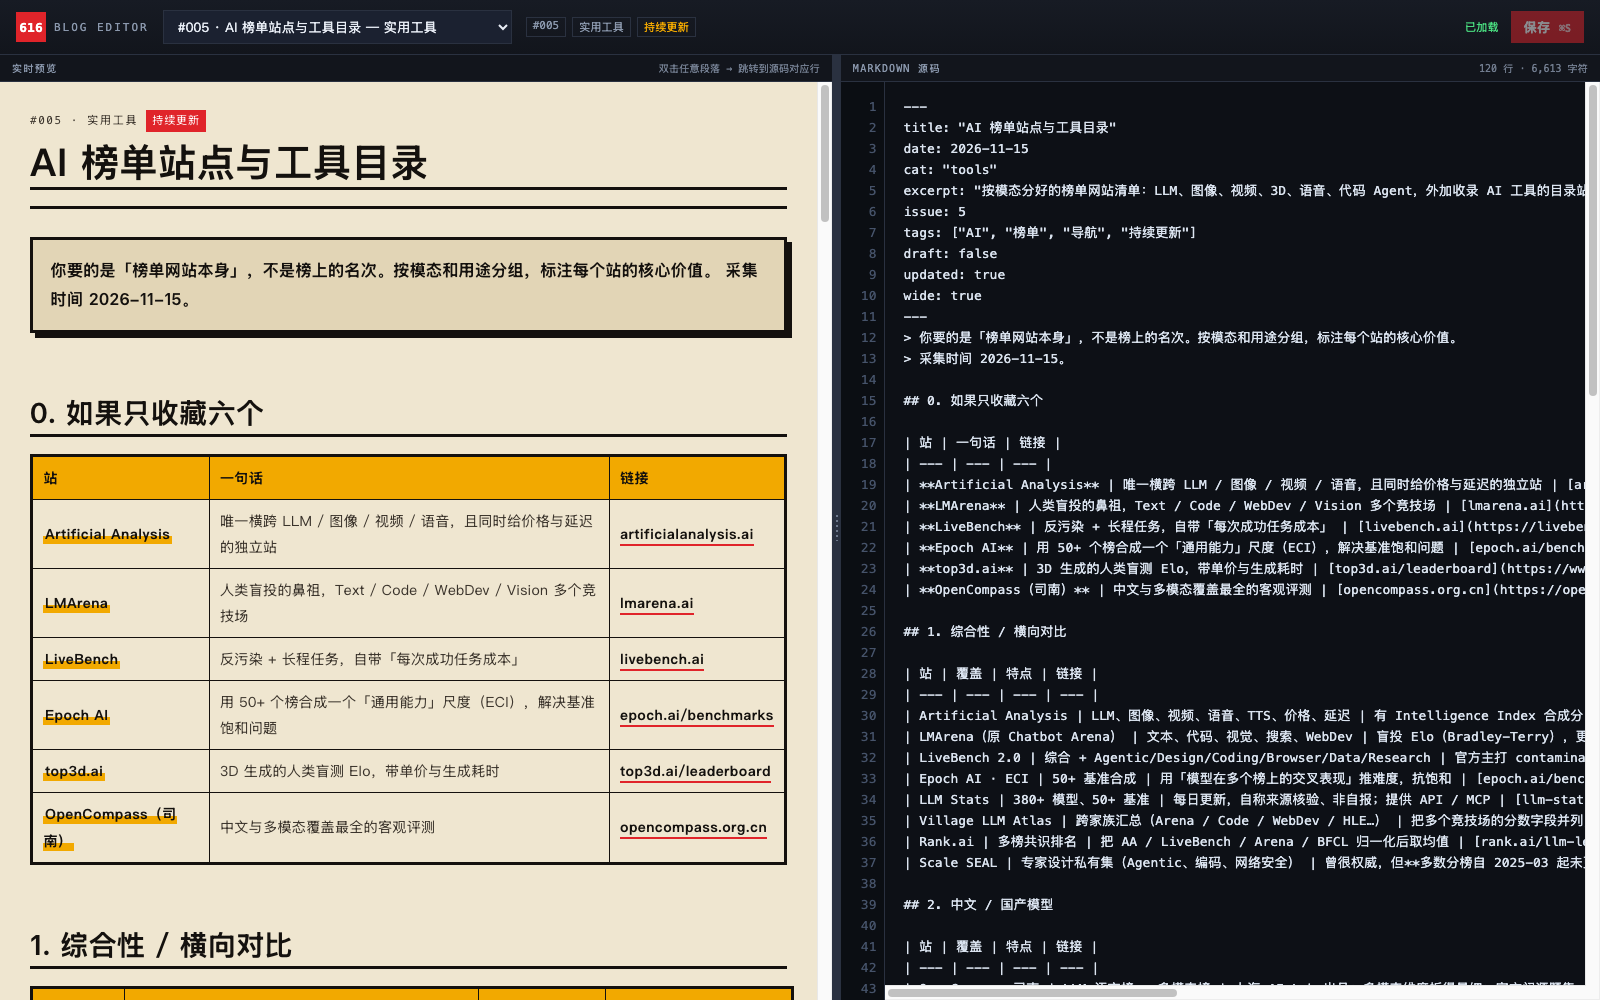 616 BLOG EDITOR #005 · AI 榜单站点与工具目录 — 实用工具 #005 实用工具 持续更新 已加载 保存 ⌘S
实时预览 双击任意段落 → 跳转到源码对应行
#005 · 实用工具 持续更新
AI 榜单站点与工具目录
你要的是「榜单网站本身」，不是榜上的名次。按模态和用途分组，标注每个站的核心价值。 采集
时间 2026-11-15。
0. 如果只收藏六个
站 一句话 链接
Artificial Analysis 唯一横跨 LLM / 图像 / 视频 / 语音，且同时给价格与延迟
的独立站 artificialanalysis.ai
LMArena 人类盲投的鼻祖，Text / Code / WebDev / Vision 多个竞
技场 lmarena.ai
LiveBench 反污染 + 长程任务，自带「每次成功任务成本」 livebench.ai
Epoch AI 用 50+ 个榜合成一个「通用能力」尺度（ECI），解决基准
饱和问题 epoch.ai/benchmarks
top3d.ai 3D 生成的人类盲测 Elo，带单价与生成耗时 top3d.ai/leaderboard
OpenCompass（司
南） 中文与多模态覆盖最全的客观评测 opencompass.org.cn
1. 综合性 / 横向对比
MARKDOWN 源码 120 行 · 6,613 字符
1 ---
2 title: "AI 榜单站点与工具目录"
3 date: 2026-11-15
4 cat: "tools"
5 excerpt: "按模态分好的榜单网站清单：LLM、图像、视频、3D、语音、代码 Agent，外加收录 AI 工具的目录站
6 issue: 5
7 tags: ["AI", "榜单", "导航", "持续更新"]
8 draft: false
9 updated: true
10 wide: true
11 ---
12 > 你要的是「榜单网站本身」，不是榜上的名次。按模态和用途分组，标注每个站的核心价值。
13 > 采集时间 2026-11-15。
14
15 ## 0. 如果只收藏六个
16
17 | 站 | 一句话 | 链接 |
18 | --- | --- | --- |
19 | **Artificial Analysis** | 唯一横跨 LLM / 图像 / 视频 / 语音，且同时给价格与延迟的独立站 | [ar
20 | **LMArena** | 人类盲投的鼻祖，Text / Code / WebDev / Vision 多个竞技场 | [lmarena.ai](htt
21 | **LiveBench** | 反污染 + 长程任务，自带「每次成功任务成本」 | [livebench.ai](https://livebe
22 | **Epoch AI** | 用 50+ 个榜合成一个「通用能力」尺度（ECI），解决基准饱和问题 | [epoch.ai/bench
23 | **top3d.ai** | 3D 生成的人类盲测 Elo，带单价与生成耗时 | [top3d.ai/leaderboard](https://ww
24 | **OpenCompass（司南）** | 中文与多模态覆盖最全的客观评测 | [opencompass.org.cn](https://ope
25
26 ## 1. 综合性 / 横向对比
27
28 | 站 | 覆盖 | 特点 | 链接 |
29 | --- | --- | --- | --- |
30 | Artificial Analysis | LLM、图像、视频、语音、TTS、价格、延迟 | 有 Intelligence Index 合成分
31 | LMArena（原 Chatbot Arena） | 文本、代码、视觉、搜索、WebDev | 盲投 Elo（Bradley-Terry），更
32 | LiveBench 2.0 | 综合 + Agentic/Design/Coding/Browser/Data/Research | 官方主打 contamina
33 | Epoch AI · ECI | 50+ 基准合成 | 用「模型在多个榜上的交叉表现」推难度，抗饱和 | [epoch.ai/benc
34 | LLM Stats | 380+ 模型、50+ 基准 | 每日更新，自称来源核验、非自报；提供 API / MCP | [llm-stat
35 | Village LLM Atlas | 跨家族汇总（Arena / Code / WebDev / HLE…） | 把多个竞技场的分数字段并列
36 | Rank.ai | 多榜共识排名 | 把 AA / LiveBench / Arena / BFCL 归一化后取均值 | [rank.ai/llm-le
37 | Scale SEAL | 专家设计私有集（Agentic、编码、网络安全） | 曾很权威，但**多数分榜自 2025-03 起未
38
39 ## 2. 中文 / 国产模型
40
41 | 站 | 覆盖 | 特点 | 链接 |
42 | --- | --- | --- | --- |
43